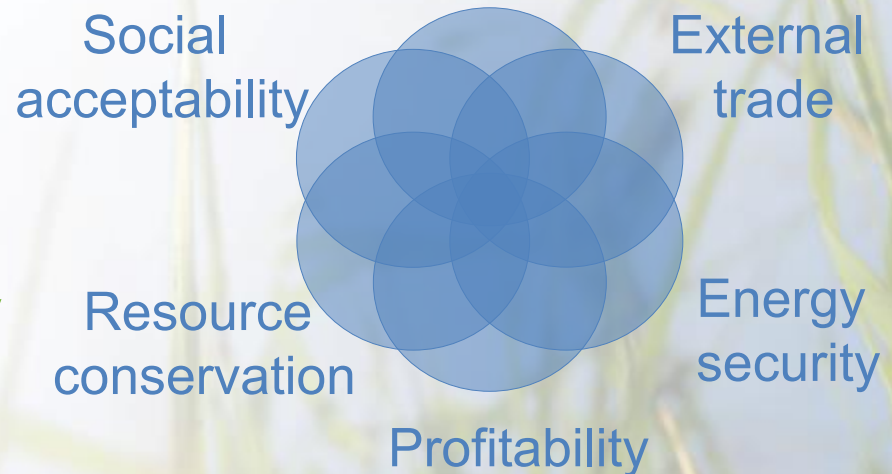 Social
acceptability
External
trade
Resource
conservation
Energy
security
Profitability